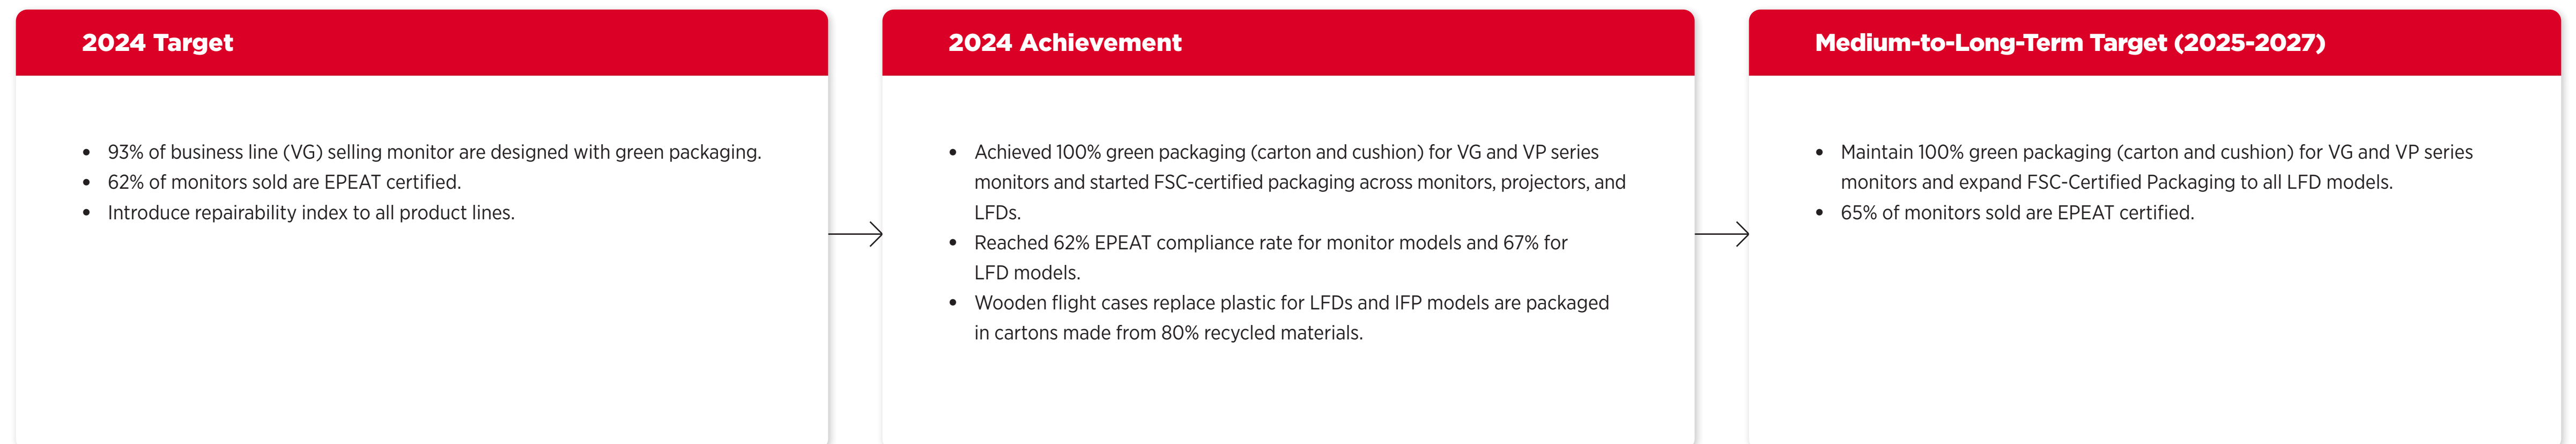 2024 Target
• 93% of business line (VG) selling monitor are designed with green packaging.
• 62% of monitors sold are EPEAT certified.
• Introduce repairability index to all product lines.
2024 Achievement
• Achieved 100% green packaging (carton and cushion) for VG and VP series
monitors and started FSC-certified packaging across monitors, projectors, and
LFDs.
• Reached 62% EPEAT compliance rate for monitor models and 67% for
LFD models.
• Wooden flight cases replace plastic for LFDs and IFP models are packaged
in cartons made from 80% recycled materials.
Medium-to-Long-Term Target (2025-2027)
• Maintain 100% green packaging (carton and cushion) for VG and VP series
monitors and expand FSC-Certified Packaging to all LFD models.
• 65% of monitors sold are EPEAT certified.